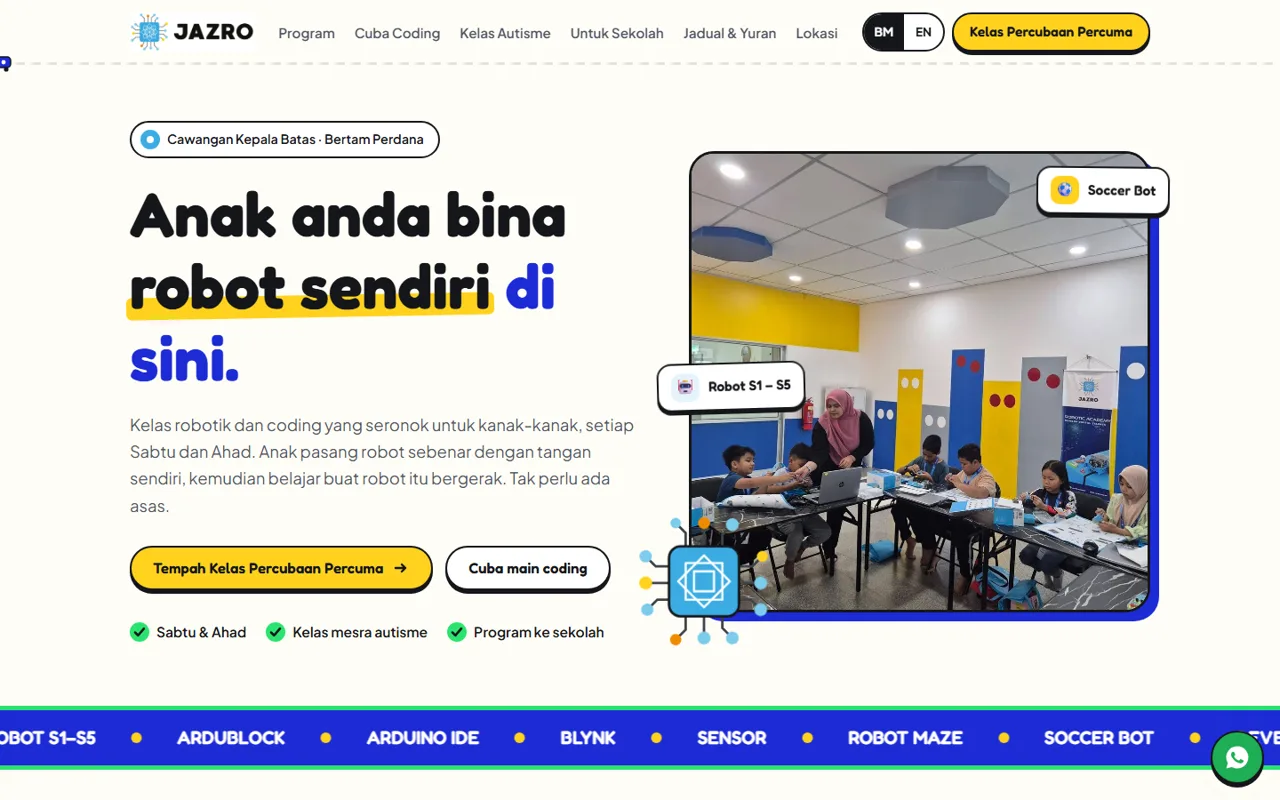 JAZRO
Program
Cuba Coding
Kelas Autisme
Untuk Sekolah
Jadual & Yuran
Lokasi
BM
EN
Kelas Percubaan Percuma
Cawangan Kepala Batas · Bertam Perdana
Anak anda bina
robot sendiri di
sini.
Kelas robotik dan coding yang seronok untuk kanak-kanak, setiap
Sabtu dan Ahad. Anak pasang robot sebenar dengan tangan
sendiri, kemudian belajar buat robot itu bergerak. Tak perlu ada
asas.
Tempah Kelas Percubaan Percuma →
Cuba main coding
Sabtu & Ahad
Kelas mesra autisme
Program ke sekolah
Soccer Bot
Robot S1 – S5
JAZRO
OBOT S1–S5
ARDUBLOCK
ARDUINO IDE
BLYNK
SENSOR
ROBOT MAZE
SOCCER BOT